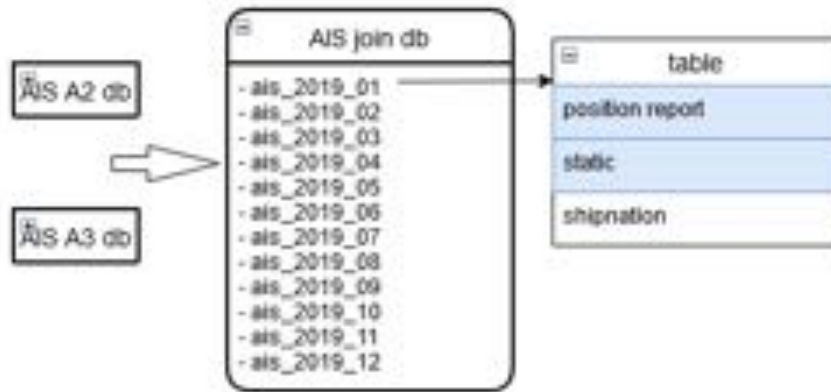 AIS A2 db
AIS A3 db
AIS join db
- ais_2019_01
- ais_2019_02
- ais_2019_03
- ais_2019_04
- ais_2019_05
- ais_2019_06
- ais_2019_07
- ais_2019_08
- ais_2019_09
- ais_2019_10
- ais_2019_11
- ais_2019_12
table
position report
static
shipnation